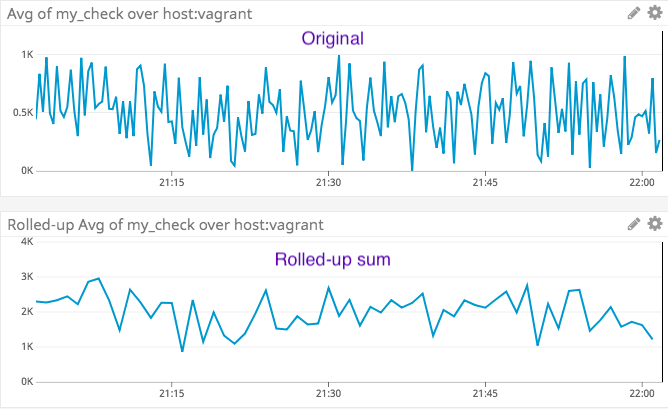 Avg of my_check over host:vagrant
Original
1K
0.5K
0K
21:15 21:30 21:45 22:00
Rolled-up Avg of my_check over host:vagrant
4K
Rolled-up sum
3K
2K
1K
0K
21:15 21:30 21:45 22:00